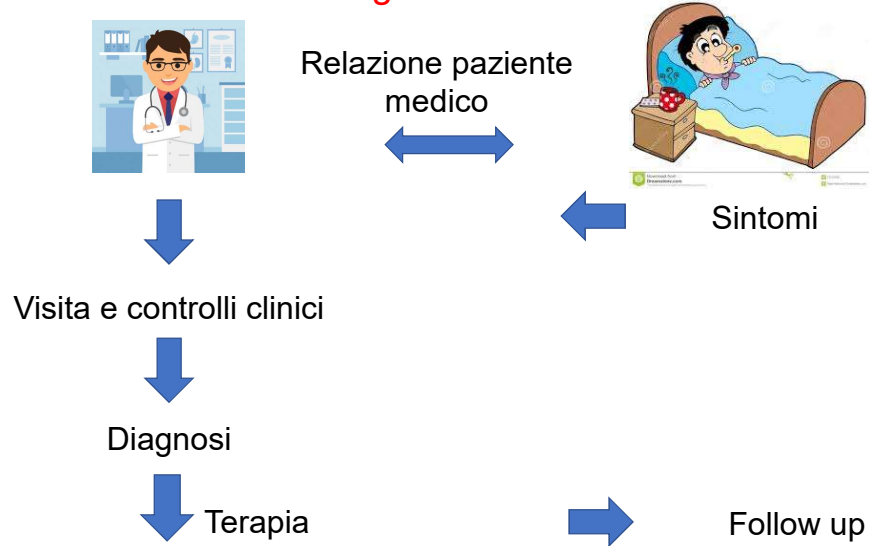 Relazione paziente
medico
Sintomi
Visita e controlli clinici
Diagnosi
Terapia
Follow up